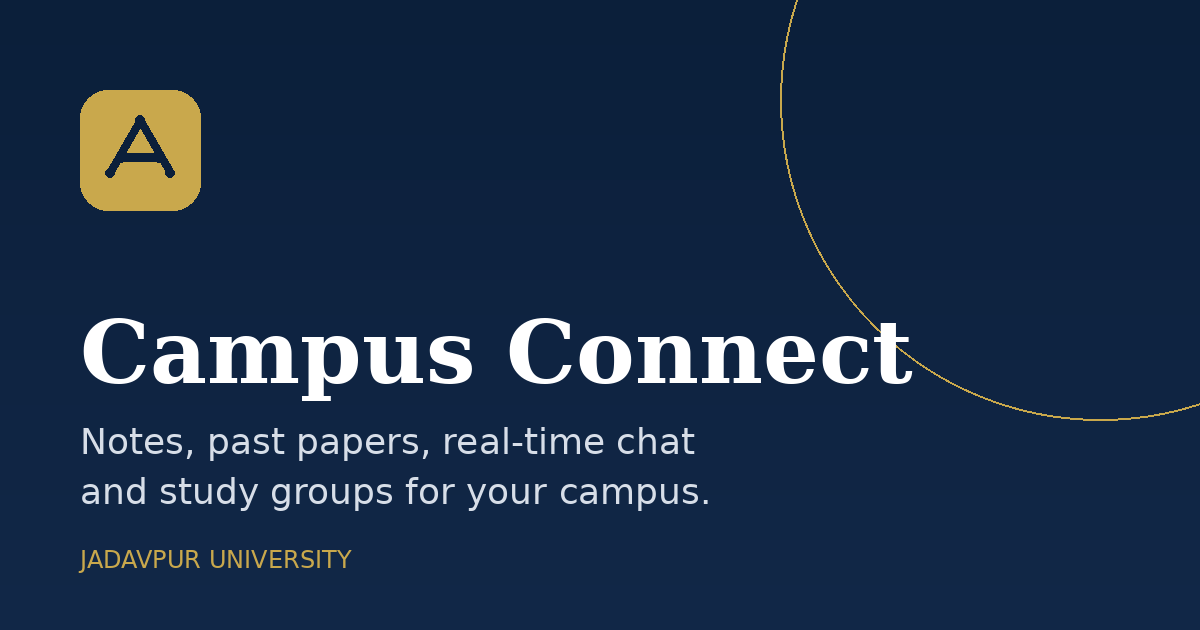 A
Campus Connect
Notes, past papers, real-time chat
and study groups for your campus.
JADAVPUR UNIVERSITY